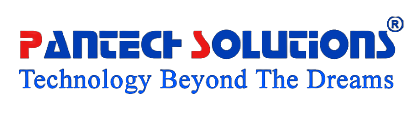 PANTECH SOLUTIONS®
Technology Beyond The Dreams